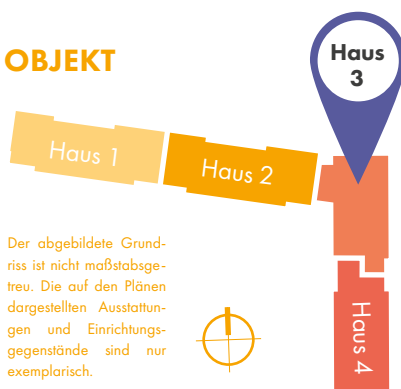 OBJEKT
Haus
3
Haus 1
Haus 2
Haus 4
Der abgebildete Grund-
riss ist nicht maßstabsge-
treu. Die auf den Plänen
dargestellten Ausstattun-
gen und Einrichtungs-
gegenstände sind nur
exemplarisch.